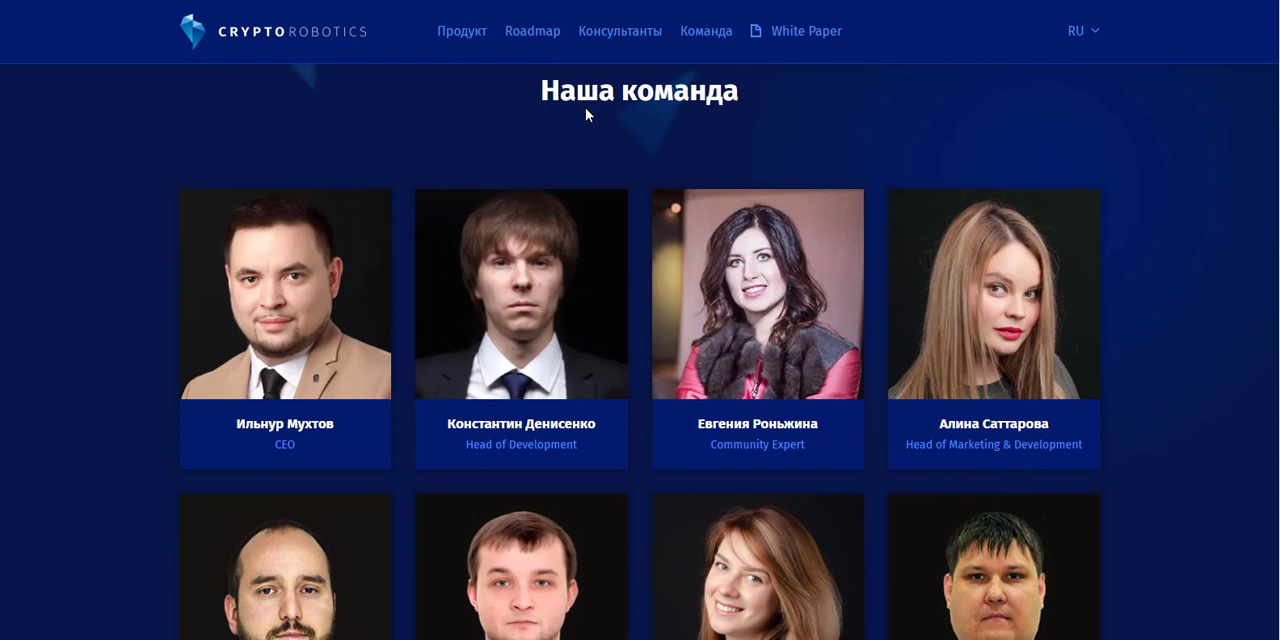 CRYPTOROBOTICS
Продукт
Roadmap
Консультанты
Команда
White Paper
RU
Наша команда
Ильнур Мухтов
CEO
Константин Денисенко
Head of Development
Евгения Роньжина
Community Expert
Алина Саттарова
Head of Marketing & Development